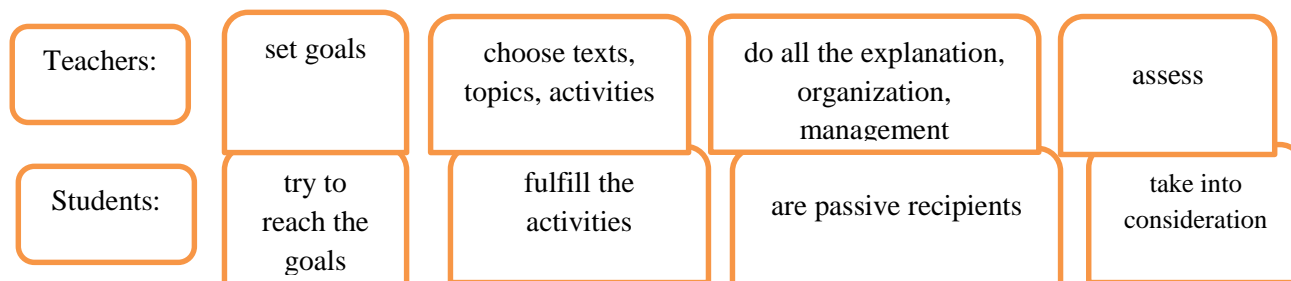 Teachers:
set goals
choose texts,
topics, activities
do all the explanation,
organization,
management
assess
Students:
try to
reach the
goals
fulfill the
activities
are passive recipients
take into
consideration